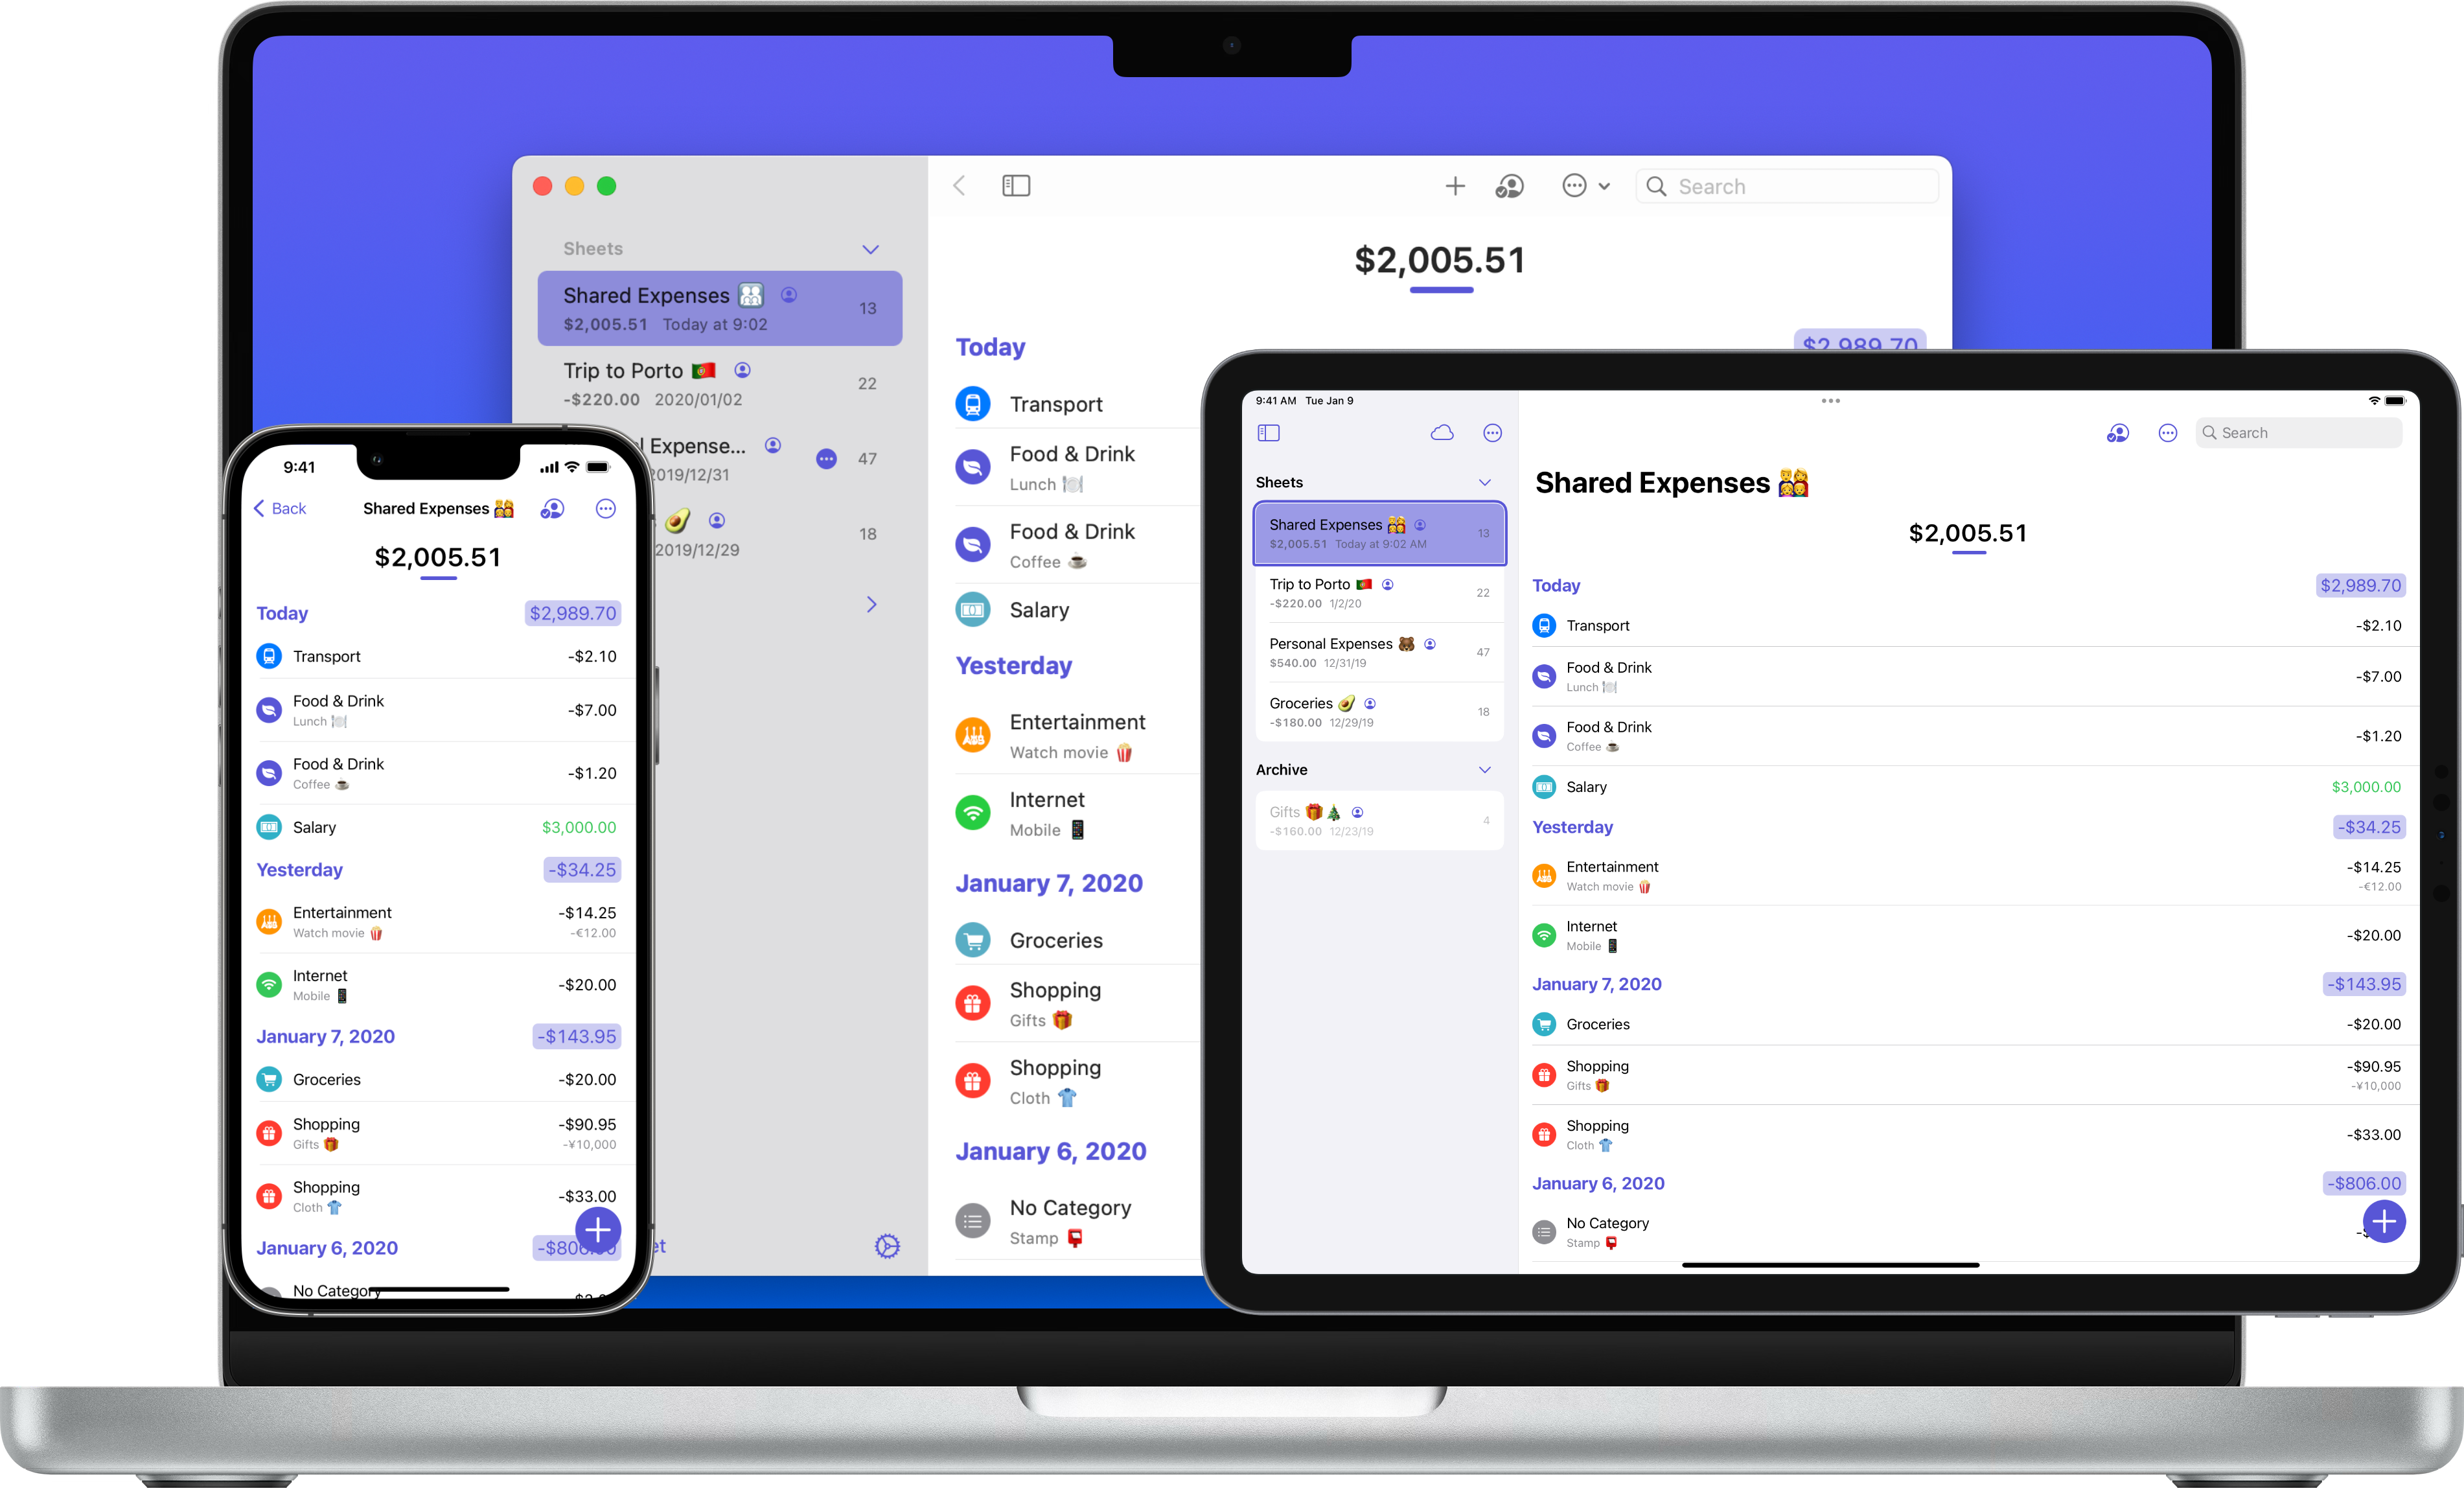 Search
Sheets
$2,005.51
Shared Expenses
13
$2,005.51 Today at 9:02
Today
$2,989.70
Trip to Porto
22
-$220.00 2020/01/02
Transport
Expense...
47
2019/12/31
Food & Drink
Lunch
18
2019/12/29
Food & Drink
Coffee
Salary
Yesterday
Entertainment
Watch movie
Internet
Mobile
January 7, 2020
Groceries
Shopping
Gifts
Shopping
Cloth
January 6, 2020
No Category
Stamp
9:41
Back
Shared Expenses
$2,005.51
Today
$2,989.70
Transport
-$2.10
Food & Drink
Lunch
-$7.00
Food & Drink
Coffee
-$1.20
Salary
$3,000.00
Yesterday
-$34.25
Entertainment
-$14.25
Watch movie
-€12.00
Internet
Mobile
-$20.00
January 7, 2020
-$143.95
Groceries
-$20.00
Shopping
-$90.95
Gifts
-¥10,000
Shopping
Cloth
-$33.00
January 6, 2020
No Category
9:41 AM Tue Jan 9
Search
Sheets
Shared Expenses
13
$2,005.51 Today at 9:02 AM
Trip to Porto
22
-$220.00 1/2/20
Personal Expenses
47
$540.00 12/31/19
Groceries
18
-$180.00 12/29/19
Archive
Gifts
4
-$160.00 12/23/19
Shared Expenses
$2,005.51
Today
$2,989.70
Transport
-$2.10
Food & Drink
Lunch
-$7.00
Food & Drink
Coffee
-$1.20
Salary
$3,000.00
Yesterday
-$34.25
Entertainment
-$14.25
Watch movie
-€12.00
Internet
Mobile
-$20.00
January 7, 2020
-$143.95
Groceries
-$20.00
Shopping
-$90.95
Gifts
-¥10,000
Shopping
Cloth
-$33.00
January 6, 2020
-$806.00
No Category
Stamp